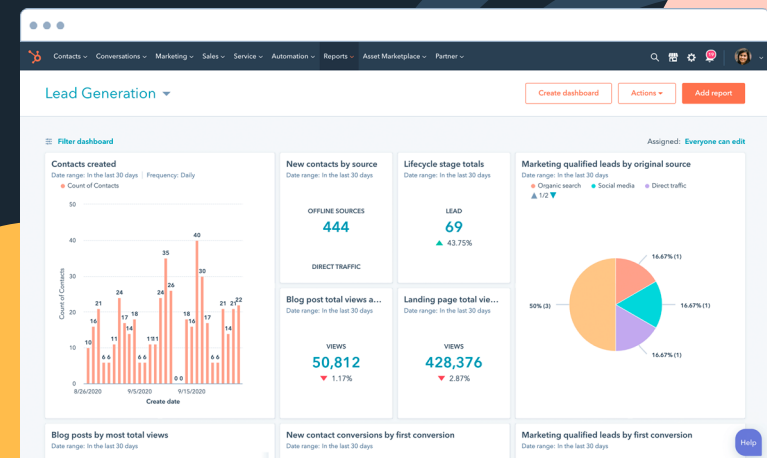 Contacts Conversations Marketing Sales Service Automation Reports Asset Marketplace Partner
Lead Generation
Create dashboard
Actions
Add report
Filter dashboard
Assigned: Everyone can edit
Contacts created
Date range: In the last 30 days | Frequency: Daily
Count of Contacts
50
40
30
20
10
0
Count of Contacts
10 16 21 6 6 11 24 17 14 18 6 6 11 11 24 35 26 0 0 18 16 40 30 17 6 6 21 14 21 22
8/26/2020 9/5/2020 9/15/2020
Create date
New contacts by source
Date range: In the last 30 days
OFFLINE SOURCES
444
DIRECT TRAFFIC
Lifecycle stage totals
Date range: In the last 30 days
LEAD
69
43.75%
Marketing qualified leads by original source
Date range: In the last 30 days
Organic search Social media Direct traffic
1/2
16.67% (1)
50% (3)
16.67% (1)
16.67% (1)
Blog post total views a...
Date range: In the last 30 days
VIEWS
50,812
1.17%
Landing page total vie...
Date range: In the last 30 days
VIEWS
428,376
2.87%
Blog posts by most total views
Date range: In the last 30 days
New contact conversions by first conversion
Date range: In the last 30 days
Marketing qualified leads by first conversion
Date range: In the last 30 days
Help